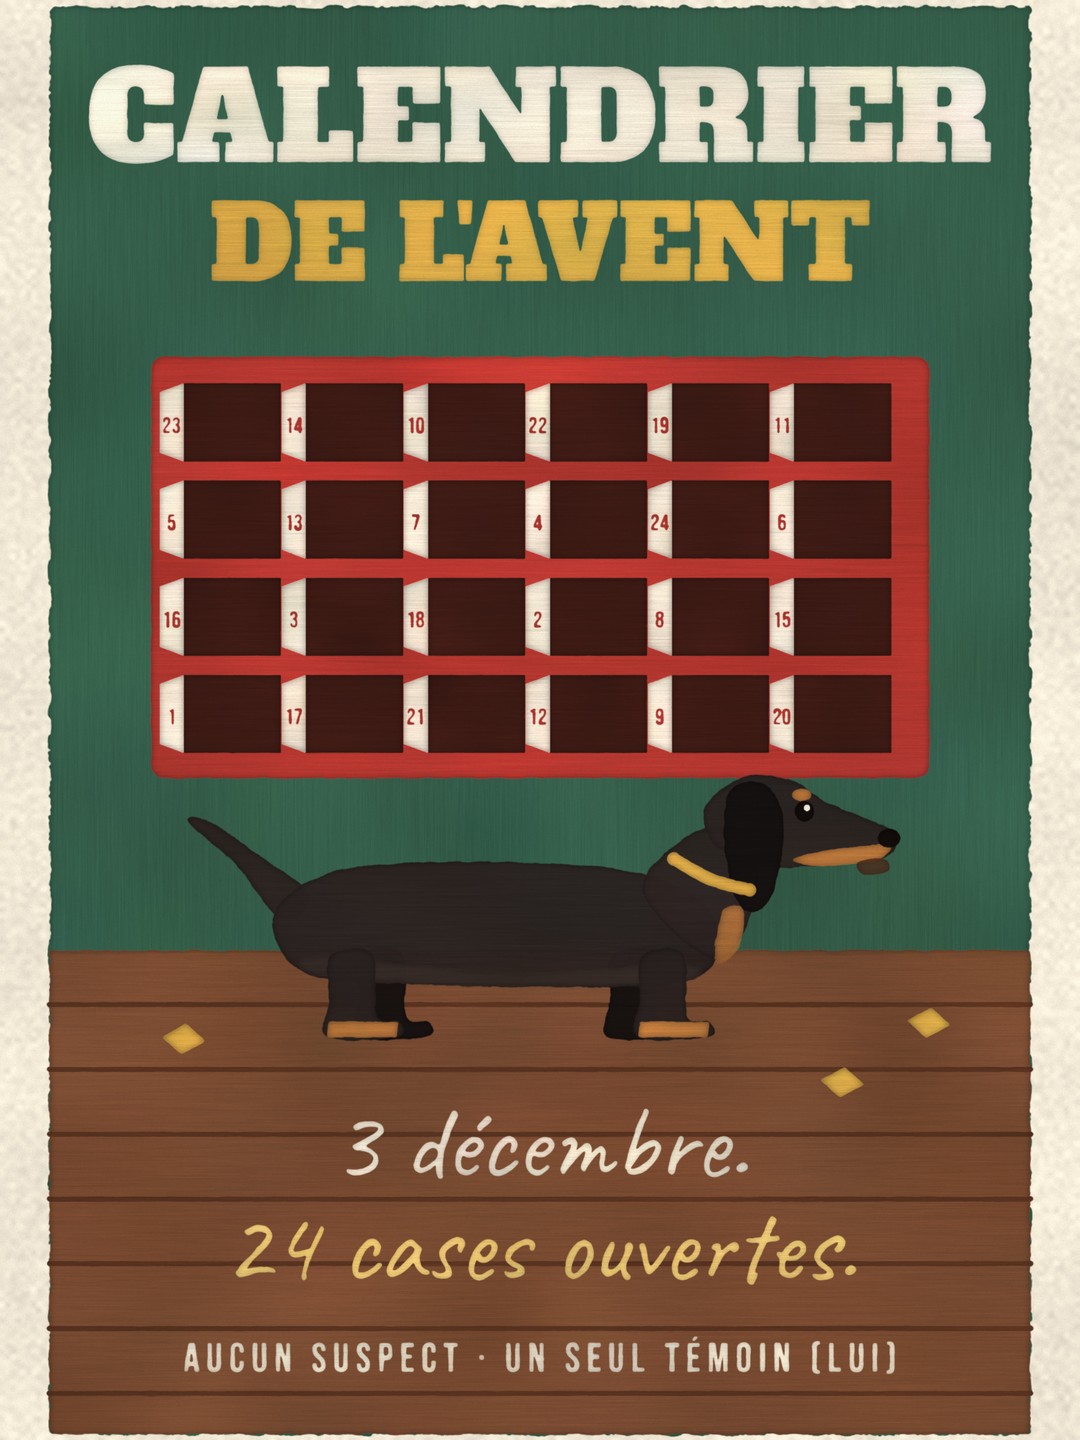 CALENDRIER
DE L'AVENT
23 14 10 22 19 11
5 13 7 4 24 6
16 3 18 2 8 15
1 17 21 12 9 20
3 décembre.
24 cases ouvertes.
AUCUN SUSPECT · UN SEUL TÉMOIN (LUI)